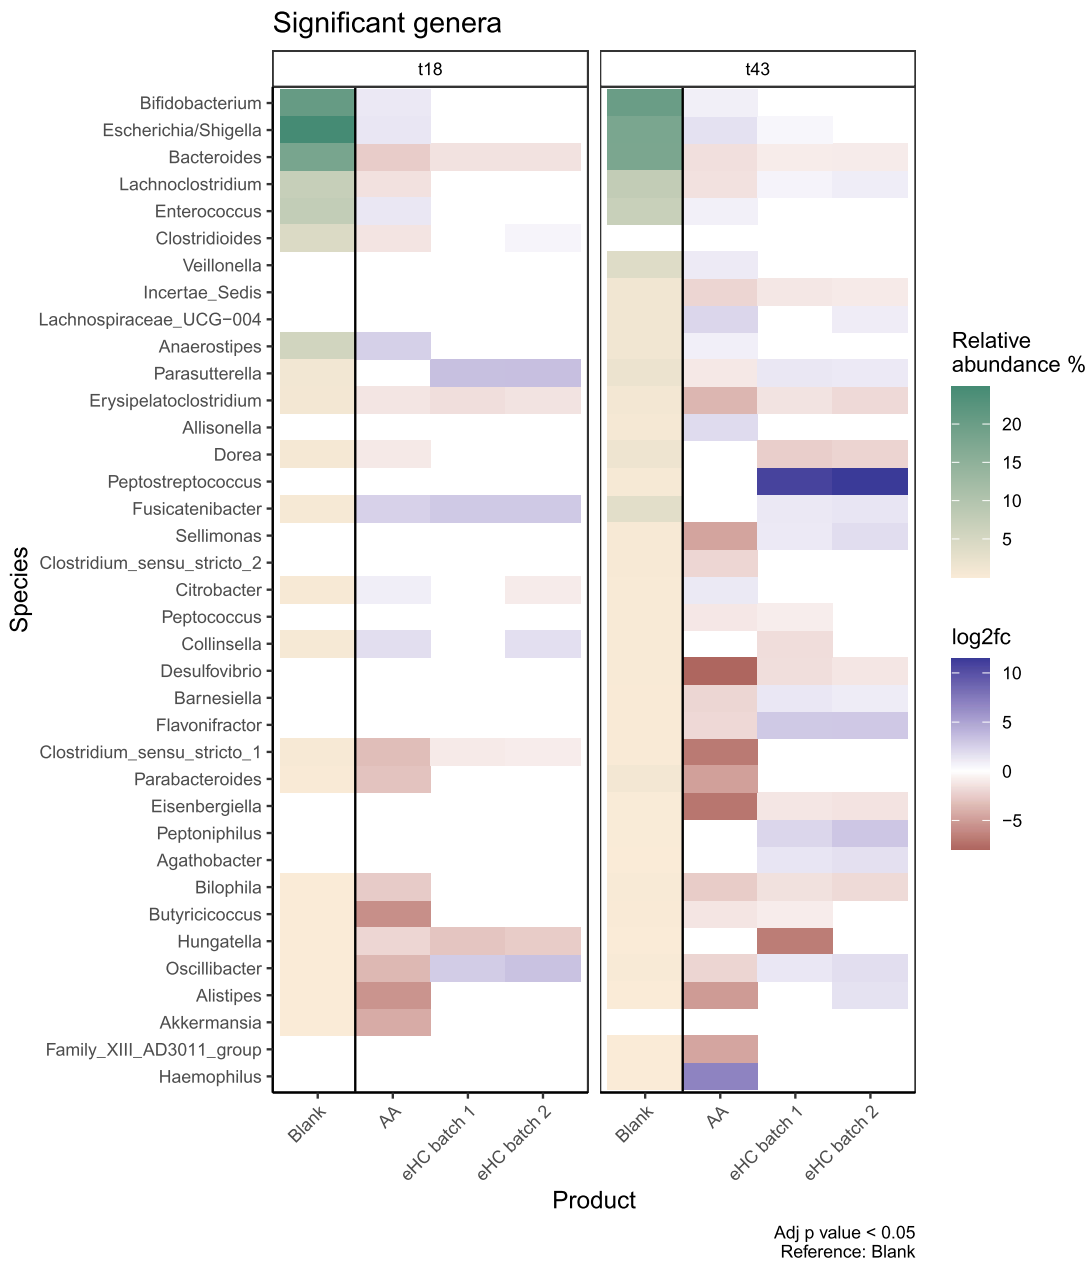 Significant genera
t18
t43
Species
Bifidobacterium
Escherichia/Shigella
Bacteroides
Lachnoclostridium
Enterococcus
Clostridioides
Veillonella
Incertae_Sedis
Lachnospiraceae_UCG−004
Anaerostipes
Parasutterella
Erysipelatoclostridium
Allisonella
Dorea
Peptostreptococcus
Fusicatenibacter
Sellimonas
Clostridium_sensu_stricto_2
Citrobacter
Peptococcus
Collinsella
Desulfovibrio
Barnesiella
Flavonifractor
Clostridium_sensu_stricto_1
Parabacteroides
Eisenbergiella
Peptoniphilus
Agathobacter
Bilophila
Butyricicoccus
Hungatella
Oscillibacter
Alistipes
Akkermansia
Family_XIII_AD3011_group
Haemophilus
Blank
AA
eHC batch 1
eHC batch 2
Blank
AA
eHC batch 1
eHC batch 2
Product
Relative
abundance %
20
15
10
5
log2fc
10
5
0
−5
Adj p value < 0.05
Reference: Blank